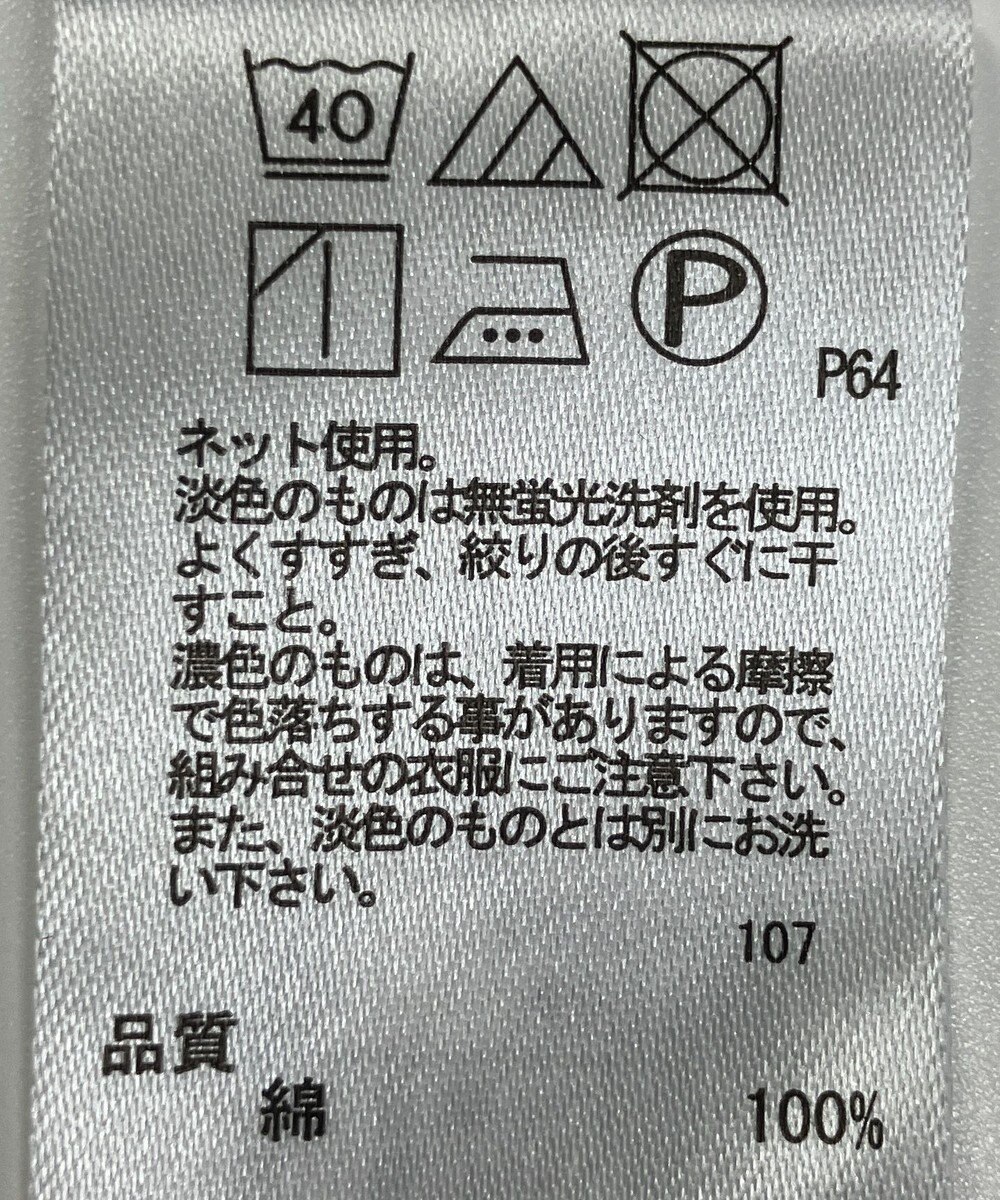 40
P
P64
ネット使用。
淡色のものは無蛍光洗剤を使用。
よくすすぎ、絞りの後すぐに干
すこと。
濃色のものは、着用による摩擦
で色落ちする事がありますので、
組み合せの衣服にご注意下さい。
また、淡色のものとは別にお洗
い下さい。
107
品質
綿 100%